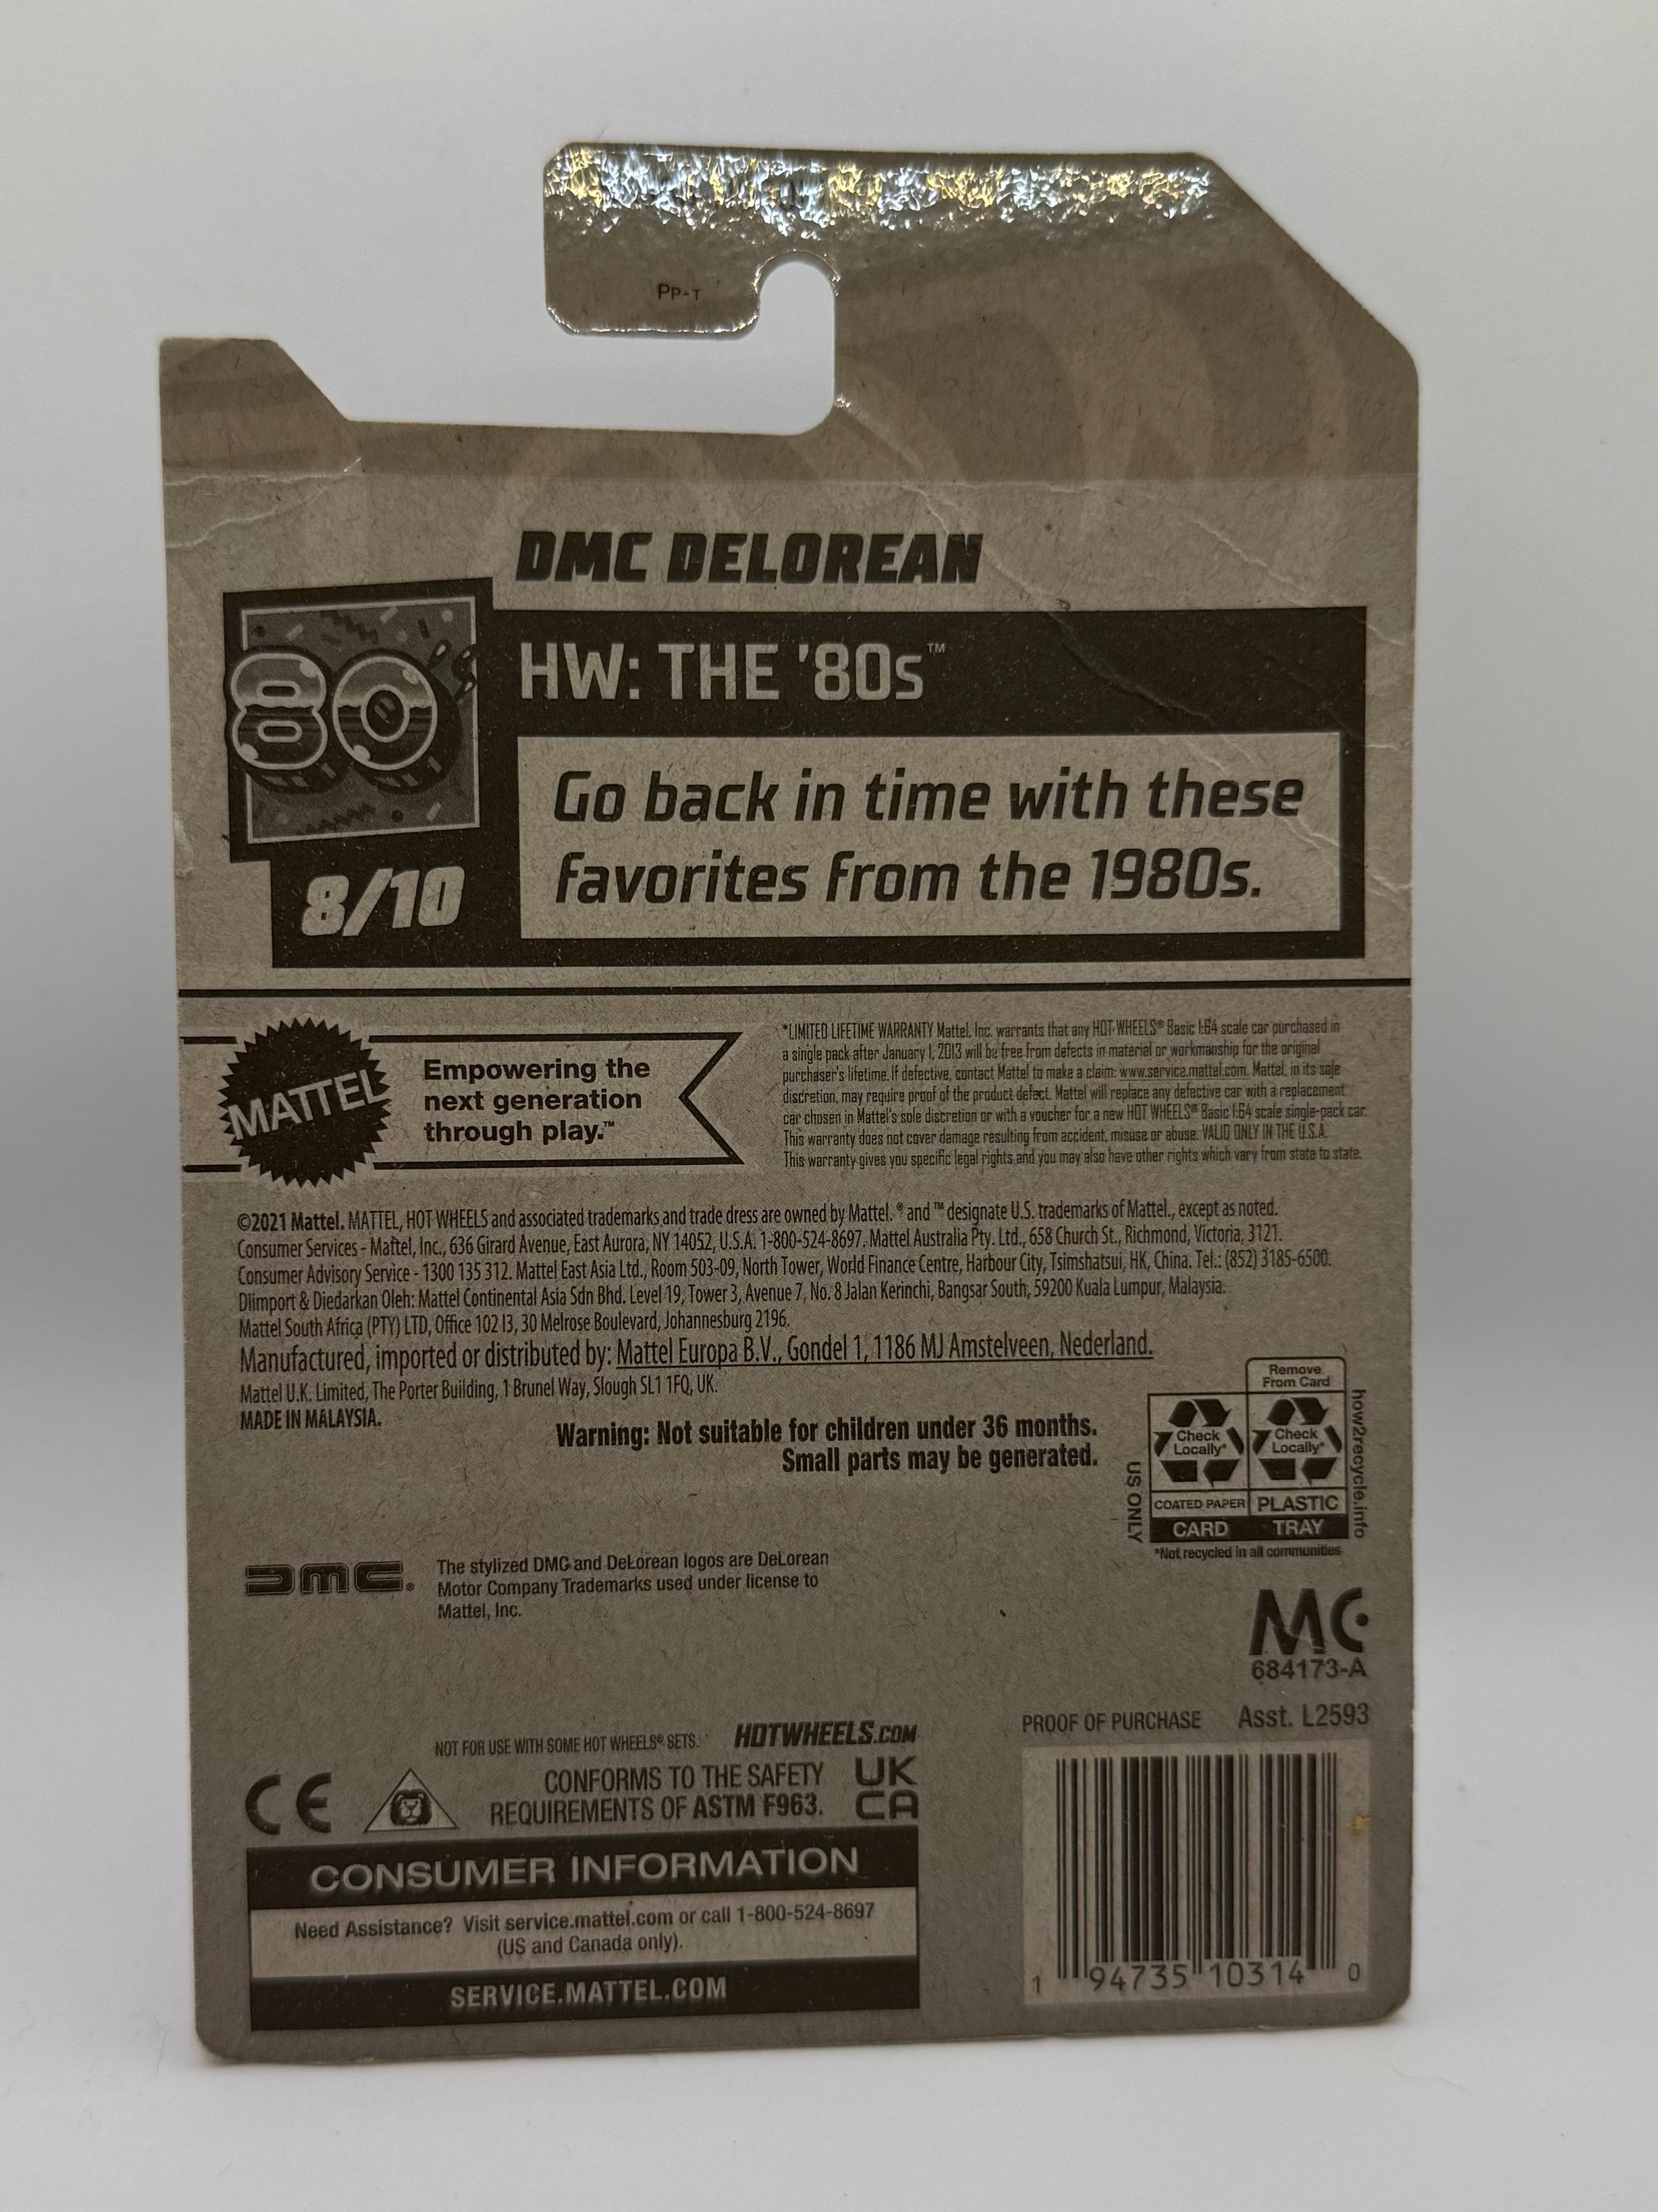 PP-T
DMC DELOREAN
80
HW: THE '80s™
Go back in time with these
favorites from the 1980s.
8/10
MATTEL
Empowering the
next generation
through play.™
*LIMITED LIFETIME WARRANTY Mattel, Inc. warrants that any HOT WHEELS® Basic 1:64 scale car purchased in
a single pack after January 1, 2013 will be free from defects in material or workmanship for the original
purchaser's lifetime. If defective, contact Mattel to make a claim: www.service.mattel.com. Mattel, in its sole
discretion, may require proof of the product defect. Mattel will replace any defective car with a replacement
car chosen in Mattel's sole discretion or with a voucher for a new HOT WHEELS® Basic 1:64 scale single-pack car.
This warranty does not cover damage resulting from accident, misuse or abuse. VALID ONLY IN THE U.S.A.
This warranty gives you specific legal rights and you may also have other rights which vary from state to state.
©2021 Mattel. MATTEL, HOT WHEELS and associated trademarks and trade dress are owned by Mattel. ® and ™ designate U.S. trademarks of Mattel., except as noted.
Consumer Services - Mattel, Inc., 636 Girard Avenue, East Aurora, NY 14052, U.S.A. 1-800-524-8697. Mattel Australia Pty. Ltd., 658 Church St., Richmond, Victoria, 3121.
Consumer Advisory Service - 1300 135 312. Mattel East Asia Ltd., Room 503-09, North Tower, World Finance Centre, Harbour City, Tsimshatsui, HK, China. Tel.: (852) 3185-6500.
Diimport & Diedarkan Oleh: Mattel Continental Asia Sdn Bhd. Level 19, Tower 3, Avenue 7, No. 8 Jalan Kerinchi, Bangsar South, 59200 Kuala Lumpur, Malaysia.
Mattel South Africa (PTY) LTD, Office 102 I3, 30 Melrose Boulevard, Johannesburg 2196.
Manufactured, imported or distributed by: Mattel Europa B.V., Gondel 1, 1186 MJ Amstelveen, Nederland.
Mattel U.K. Limited, The Porter Building, 1 Brunel Way, Slough SL1 1FQ, UK.
MADE IN MALAYSIA.
Warning: Not suitable for children under 36 months.
Small parts may be generated.
Remove
From Card
Check
Locally*
Check
Locally*
COATED PAPER
PLASTIC
CARD
TRAY
US ONLY
how2recycle.info
*Not recycled in all communities
DMC®
The stylized DMC and DeLorean logos are DeLorean
Motor Company Trademarks used under license to
Mattel, Inc.
MC
684173-A
PROOF OF PURCHASE Asst. L2593
NOT FOR USE WITH SOME HOT WHEELS® SETS. HOTWHEELS.COM
CE
CONFORMS TO THE SAFETY
REQUIREMENTS OF ASTM F963.
UK
CA
CONSUMER INFORMATION
Need Assistance? Visit service.mattel.com or call 1-800-524-8697
(US and Canada only).
SERVICE.MATTEL.COM
1 94735 10314 0